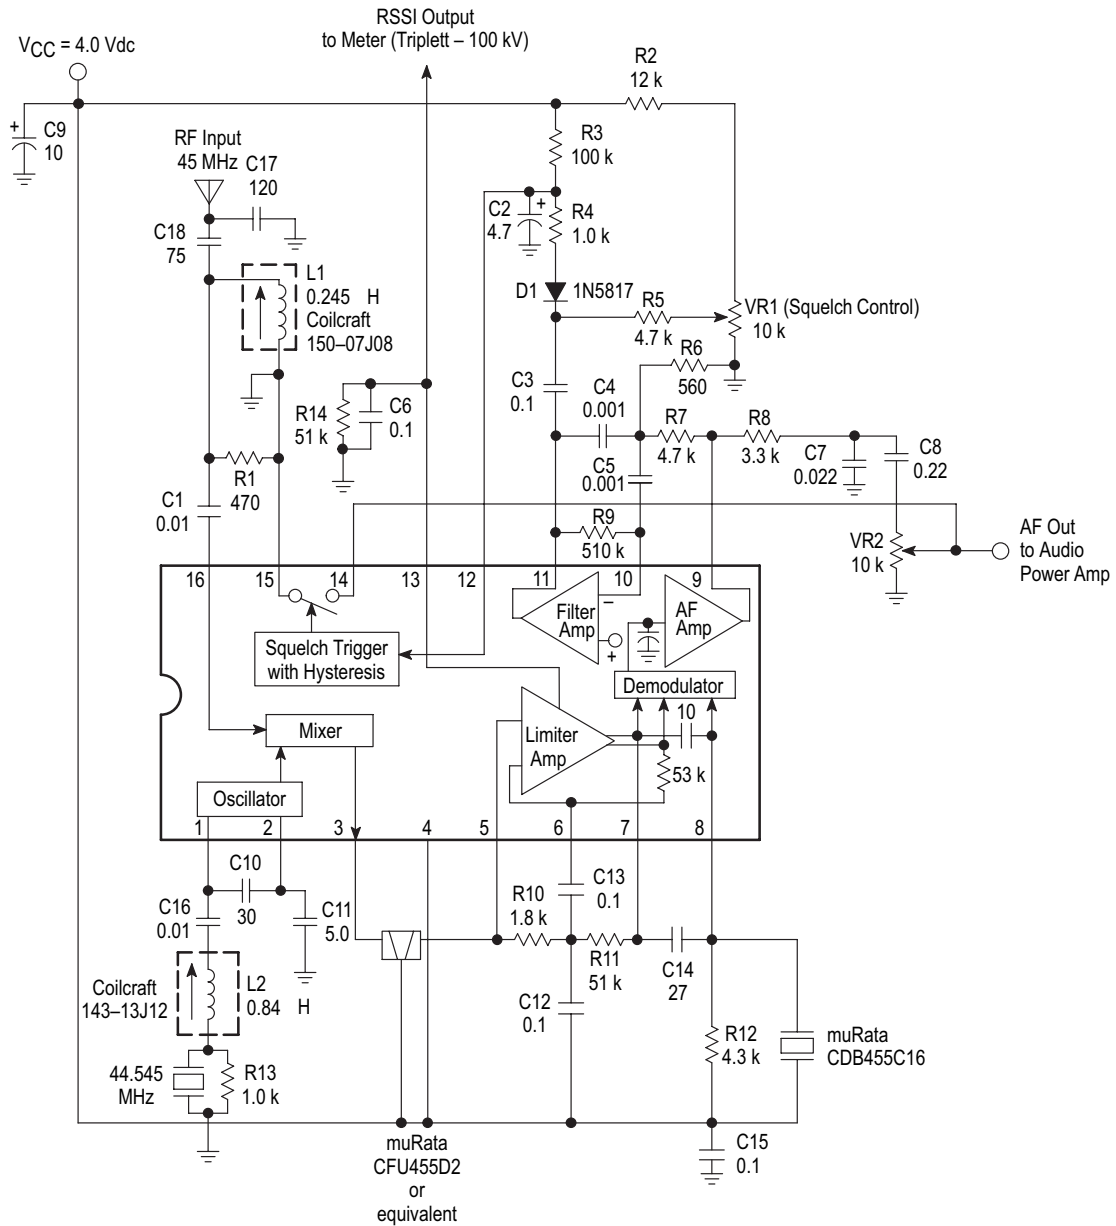 RSSI Output
to Meter (Triplett – 100 kV)
VCC = 4.0 Vdc
R2
12 k
+
C9
10
RF Input
45 MHz
C17
120
R3
100 k
C18
75
C2
4.7
+
R4
1.0 k
L1
0.245 H
Coilcraft
150–07J08
D1
1N5817
R5
4.7 k
VR1 (Squelch Control)
10 k
R6
560
C3
0.1
C4
0.001
R14
51 k
C6
0.1
R7
4.7 k
R8
3.3 k
C7
0.022
C8
0.22
R1
470
C5
0.001
C1
0.01
R9
510 k
VR2
10 k
AF Out
to Audio
Power Amp
16
15
14
13
12
11
10
9
Filter
Amp
–
+
AF
Amp
Squelch Trigger
with Hysteresis
Demodulator
10
Mixer
Limiter
Amp
53 k
Oscillator
1
2
3
4
5
6
7
8
C10
30
C16
0.01
C11
5.0
R10
1.8 k
C13
0.1
R11
51 k
C14
27
C12
0.1
Coilcraft
143–13J12
L2
0.84 H
R12
4.3 k
muRata
CDB455C16
44.545
MHz
R13
1.0 k
muRata
CFU455D2
or
equivalent
C15
0.1